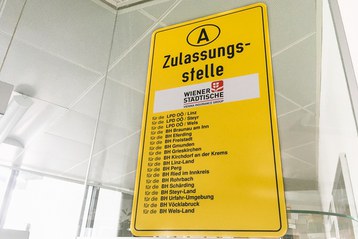 A
Zulassungs-
stelle
WIENER
STÄDTISCHE
VIENNA INSURANCE GROUP
für die LPD OÖ / Linz
für die LPD OÖ / Steyr
für die LPD OÖ / Wels
für die BH Braunau am Inn
für die BH Eferding
für die BH Freistadt
für die BH Gmunden
für die BH Grieskirchen
für die BH Kirchdorf an der Krems
für die BH Linz-Land
für die BH Perg
für die BH Ried im Innkreis
für die BH Rohrbach
für die BH Schärding
für die BH Steyr-Land
für die BH Urfahr-Umgebung
für die BH Vöcklabruck
für die BH Wels-Land